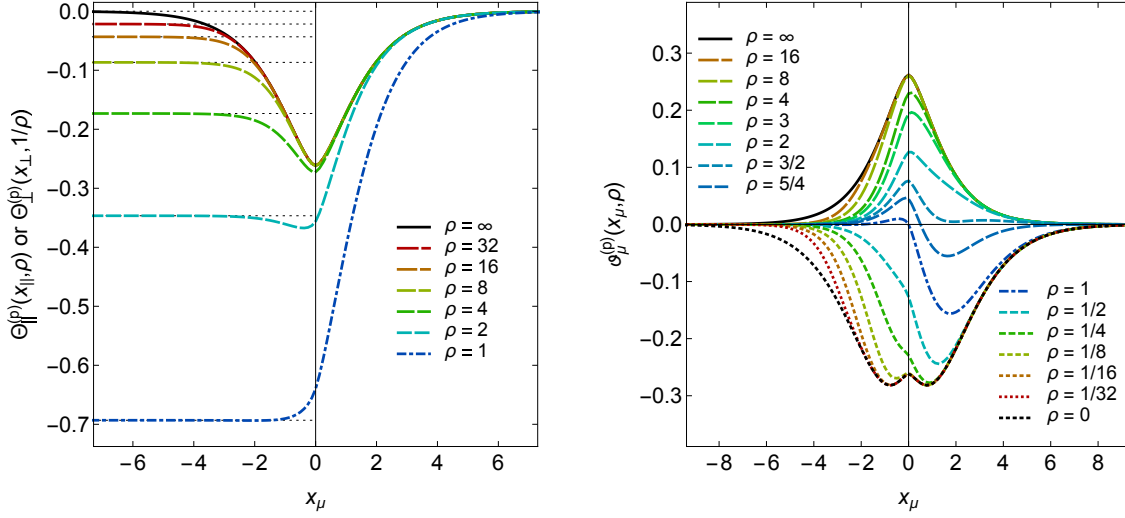 0.0
-0.1
-0.2
-0.3
-0.4
-0.5
-0.6
-0.7
Θ∥^(p)(x∥,ρ) or Θ⊥^(p)(x⊥,1/ρ)
ρ = ∞
ρ = 32
ρ = 16
ρ = 8
ρ = 4
ρ = 2
ρ = 1
-6 -4 -2 0 2 4 6
xμ
0.3
0.2
0.1
0.0
-0.1
-0.2
-0.3
ϑμ^(p)(xμ,ρ)
ρ = ∞
ρ = 16
ρ = 8
ρ = 4
ρ = 3
ρ = 2
ρ = 3/2
ρ = 5/4
ρ = 1
ρ = 1/2
ρ = 1/4
ρ = 1/8
ρ = 1/16
ρ = 1/32
ρ = 0
-8 -6 -4 -2 0 2 4 6 8
xμ